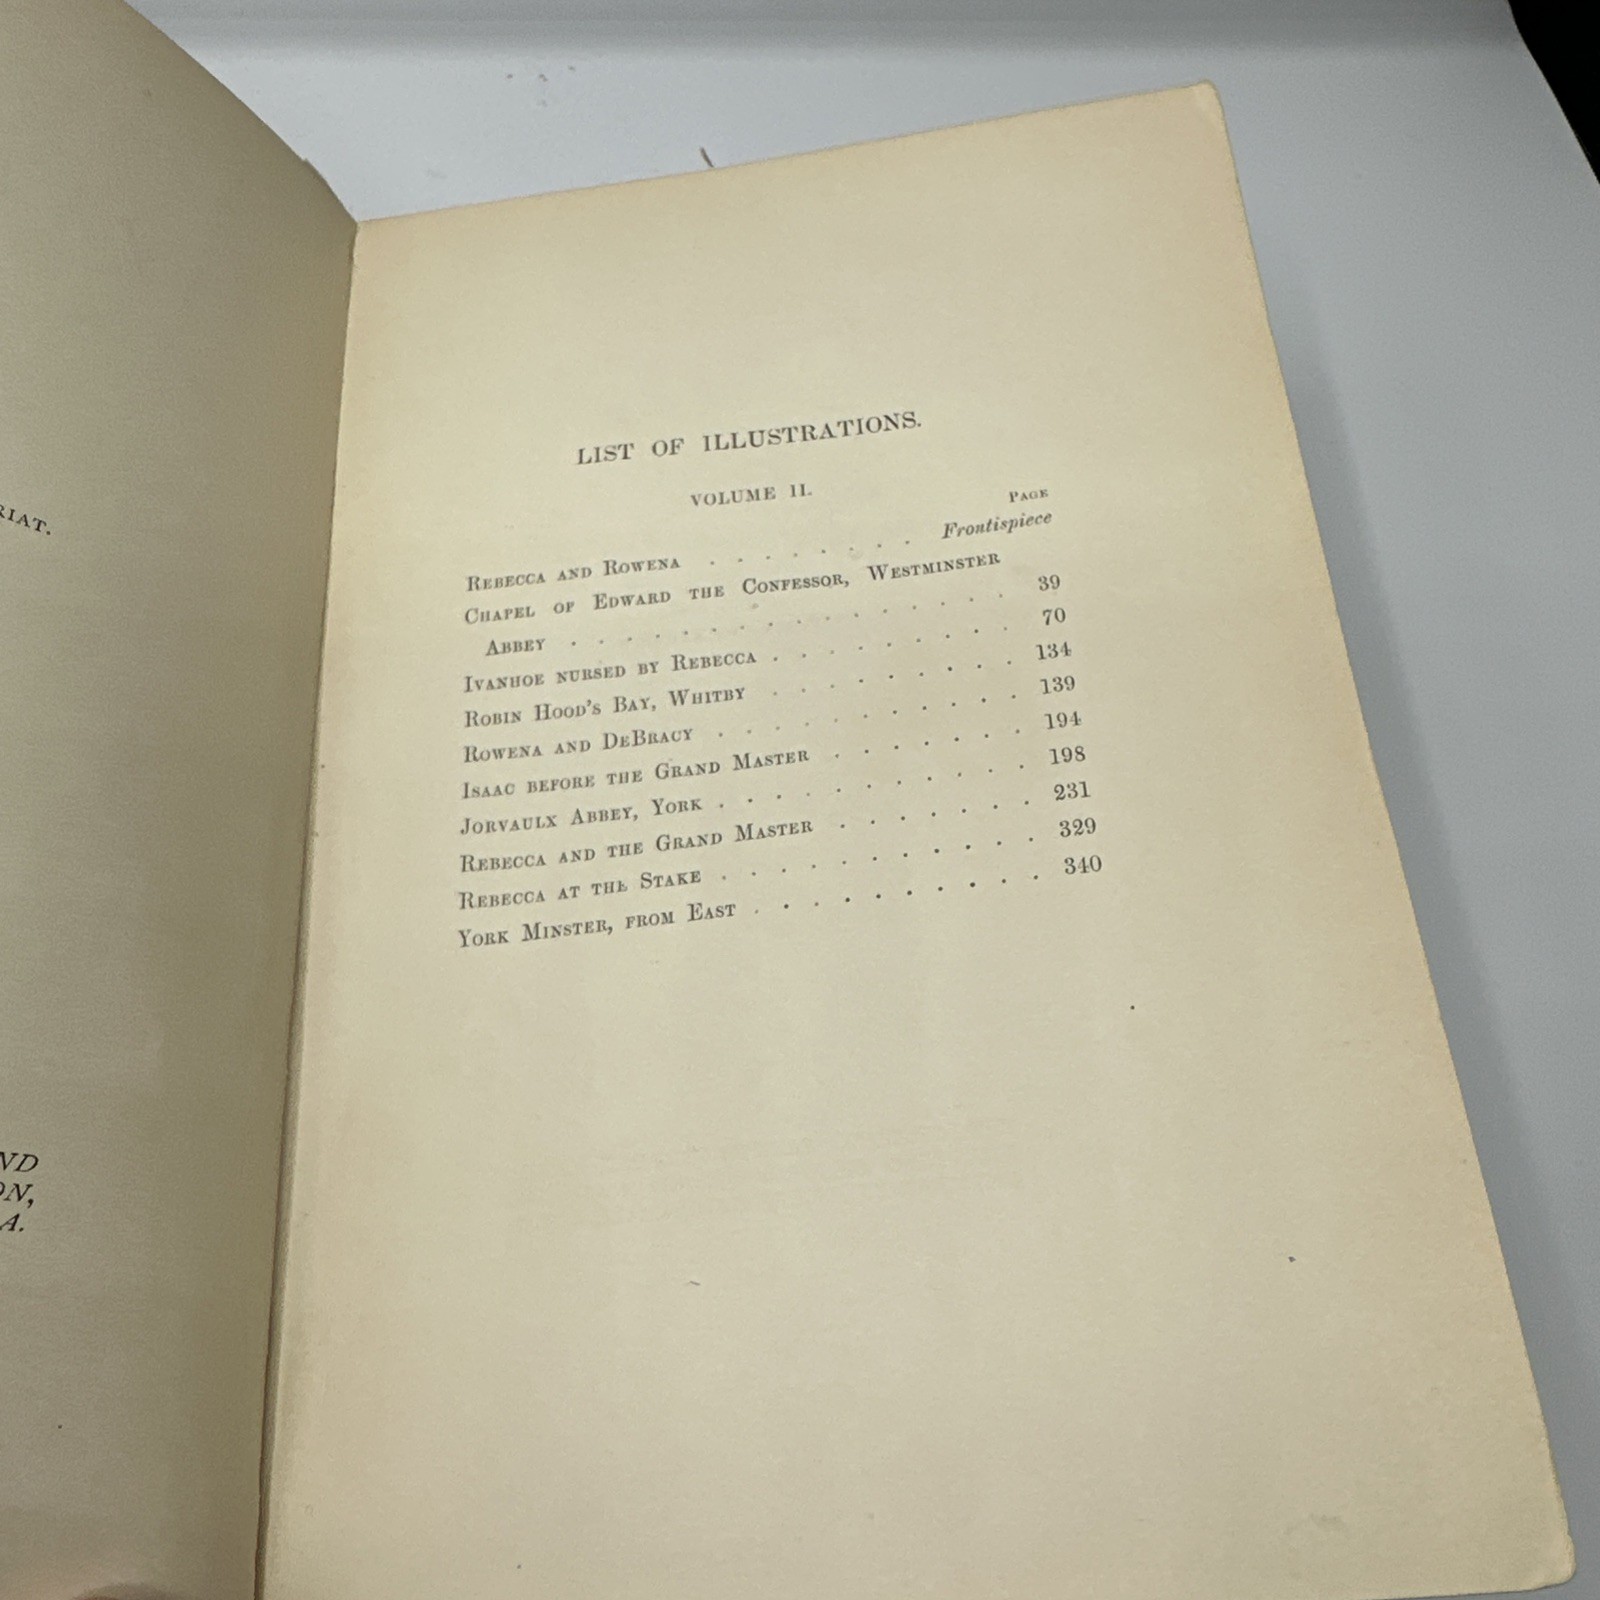 RIAT.
ND
ON,
A.
LIST OF ILLUSTRATIONS.
VOLUME II.
PAGE
REBECCA AND ROWENA . . . . . . . . Frontispiece
CHAPEL OF EDWARD THE CONFESSOR, WESTMINSTER
ABBEY . . . . . . . . . . . . . . . . 39
IVANHOE NURSED BY REBECCA . . . . . . . . . 70
ROBIN HOOD'S BAY, WHITBY . . . . . . . . . 134
ROWENA AND DEBRACY . . . . . . . . . . . 139
ISAAC BEFORE THE GRAND MASTER . . . . . . . 194
JORVAULX ABBEY, YORK . . . . . . . . . . . 198
REBECCA AND THE GRAND MASTER . . . . . . . 231
REBECCA AT THE STAKE . . . . . . . . . . . 329
YORK MINSTER, FROM EAST . . . . . . . . . . 340